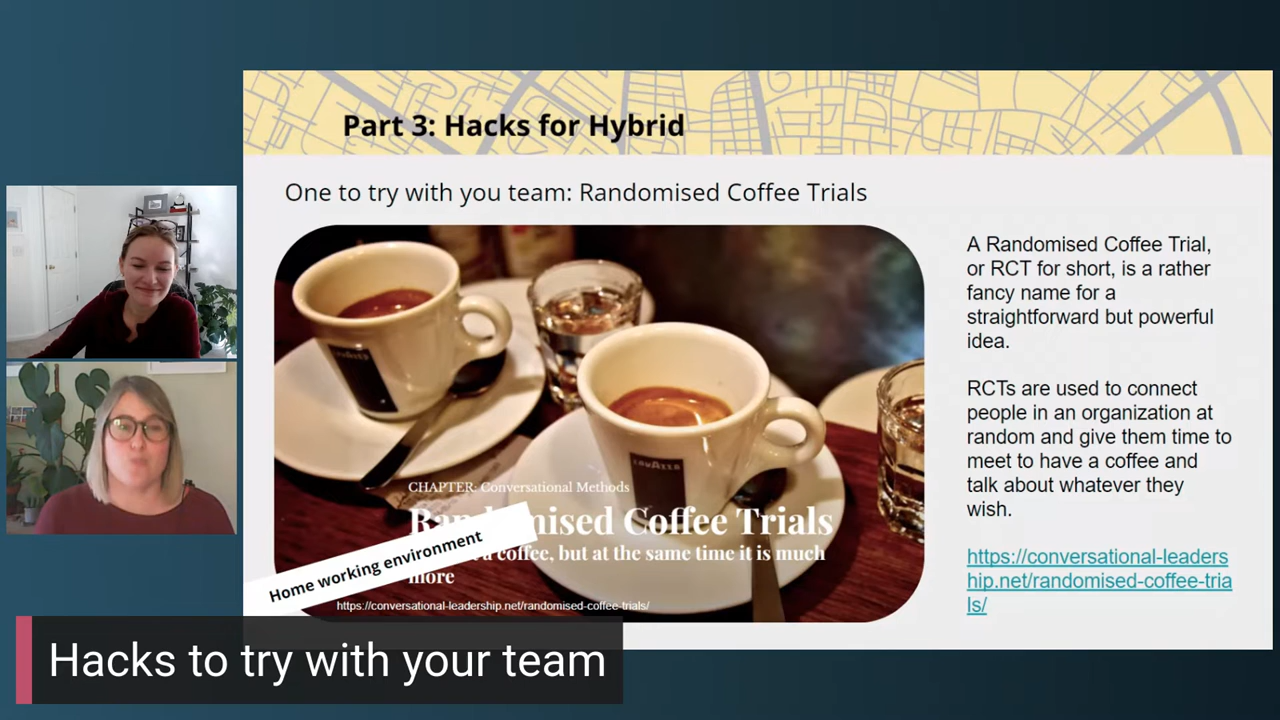 Part 3: Hacks for Hybrid
One to try with you team: Randomised Coffee Trials
A Randomised Coffee Trial,
or RCT for short, is a rather
fancy name for a
straightforward but powerful
idea.
RCTs are used to connect
people in an organization at
random and give them time to
meet to have a coffee and
talk about whatever they
wish.
https://conversational-leaders
hip.net/randomised-coffee-tria
ls/
LAVAZZA
LAVAZZA
CHAPTER: Conversational Methods
Randomised Coffee Trials
a coffee, but at the same time it is much
more
Home working environment
https://conversational-leadership.net/randomised-coffee-trials/
Hacks to try with your team